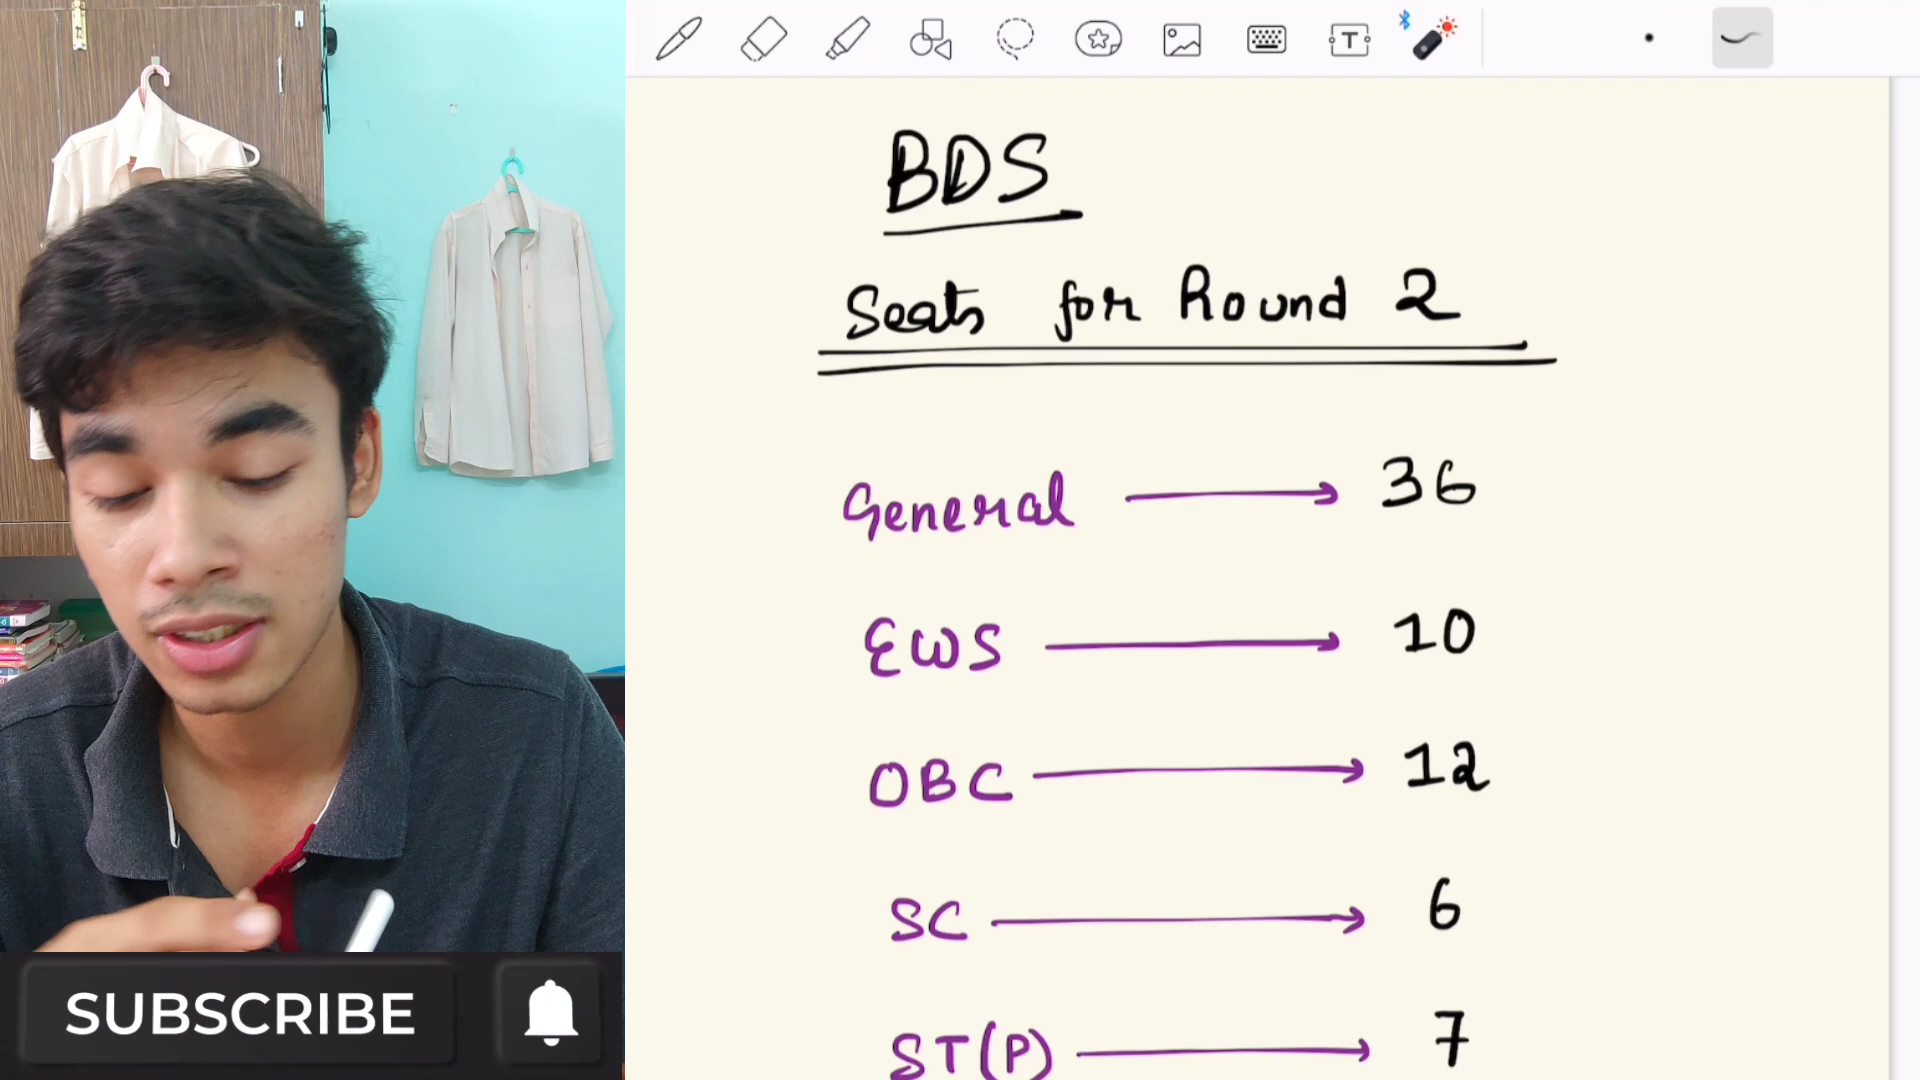 BDS
Seats for Round 2
General → 36
EWS → 10
OBC → 12
SC → 6
ST(P) → 7
SUBSCRIBE